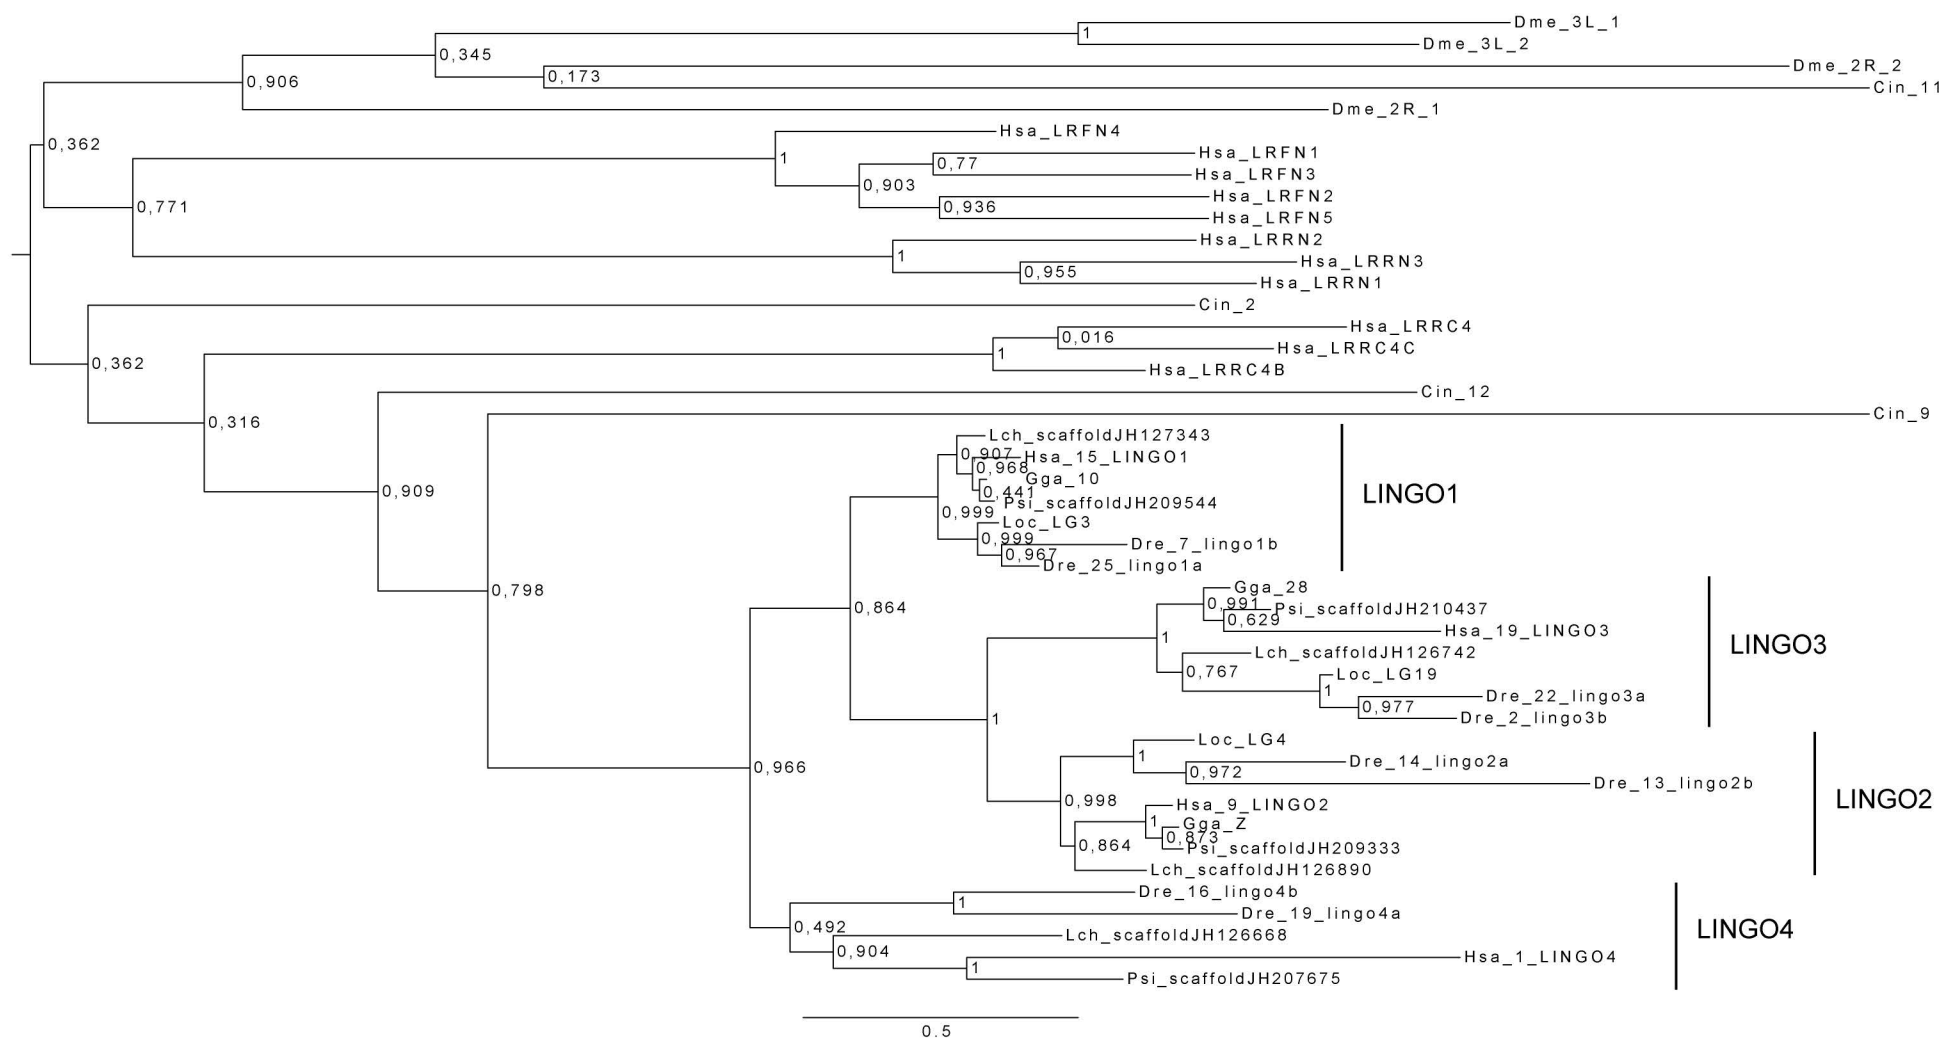 Dme_3L_1
1
Dme_3L_2
0,345
Dme_2R_2
0,173
Cin_11
0,906
Dme_2R_1
0,362
Hsa_LRFN4
1
Hsa_LRFN1
0,77
Hsa_LRFN3
0,903
Hsa_LRFN2
0,936
Hsa_LRFN5
0,771
Hsa_LRRN2
1
Hsa_LRRN3
0,955
Hsa_LRRN1
Cin_2
Hsa_LRRC4
0,016
Hsa_LRRC4C
1
Hsa_LRRC4B
0,362
Cin_12
Cin_9
0,316
Lch_scaffoldJH127343
0,907
Hsa_15_LINGO1
0,968
Gga_10
0,441
Psi_scaffoldJH209544
0,999
Loc_LG3
0,999
Dre_7_lingo1b
0,967
Dre_25_lingo1a
LINGO1
0,909
0,798
0,864
Gga_28
0,991
Psi_scaffoldJH210437
0,629
Hsa_19_LINGO3
1
Lch_scaffoldJH126742
0,767
Loc_LG19
1
Dre_22_lingo3a
0,977
Dre_2_lingo3b
LINGO3
1
Loc_LG4
1
Dre_14_lingo2a
0,972
Dre_13_lingo2b
0,998
Hsa_9_LINGO2
1
Gga_Z
0,873
Psi_scaffoldJH209333
0,864
Lch_scaffoldJH126890
LINGO2
0,966
Dre_16_lingo4b
1
Dre_19_lingo4a
0,492
Lch_scaffoldJH126668
0,904
Hsa_1_LINGO4
1
Psi_scaffoldJH207675
LINGO4
0.5